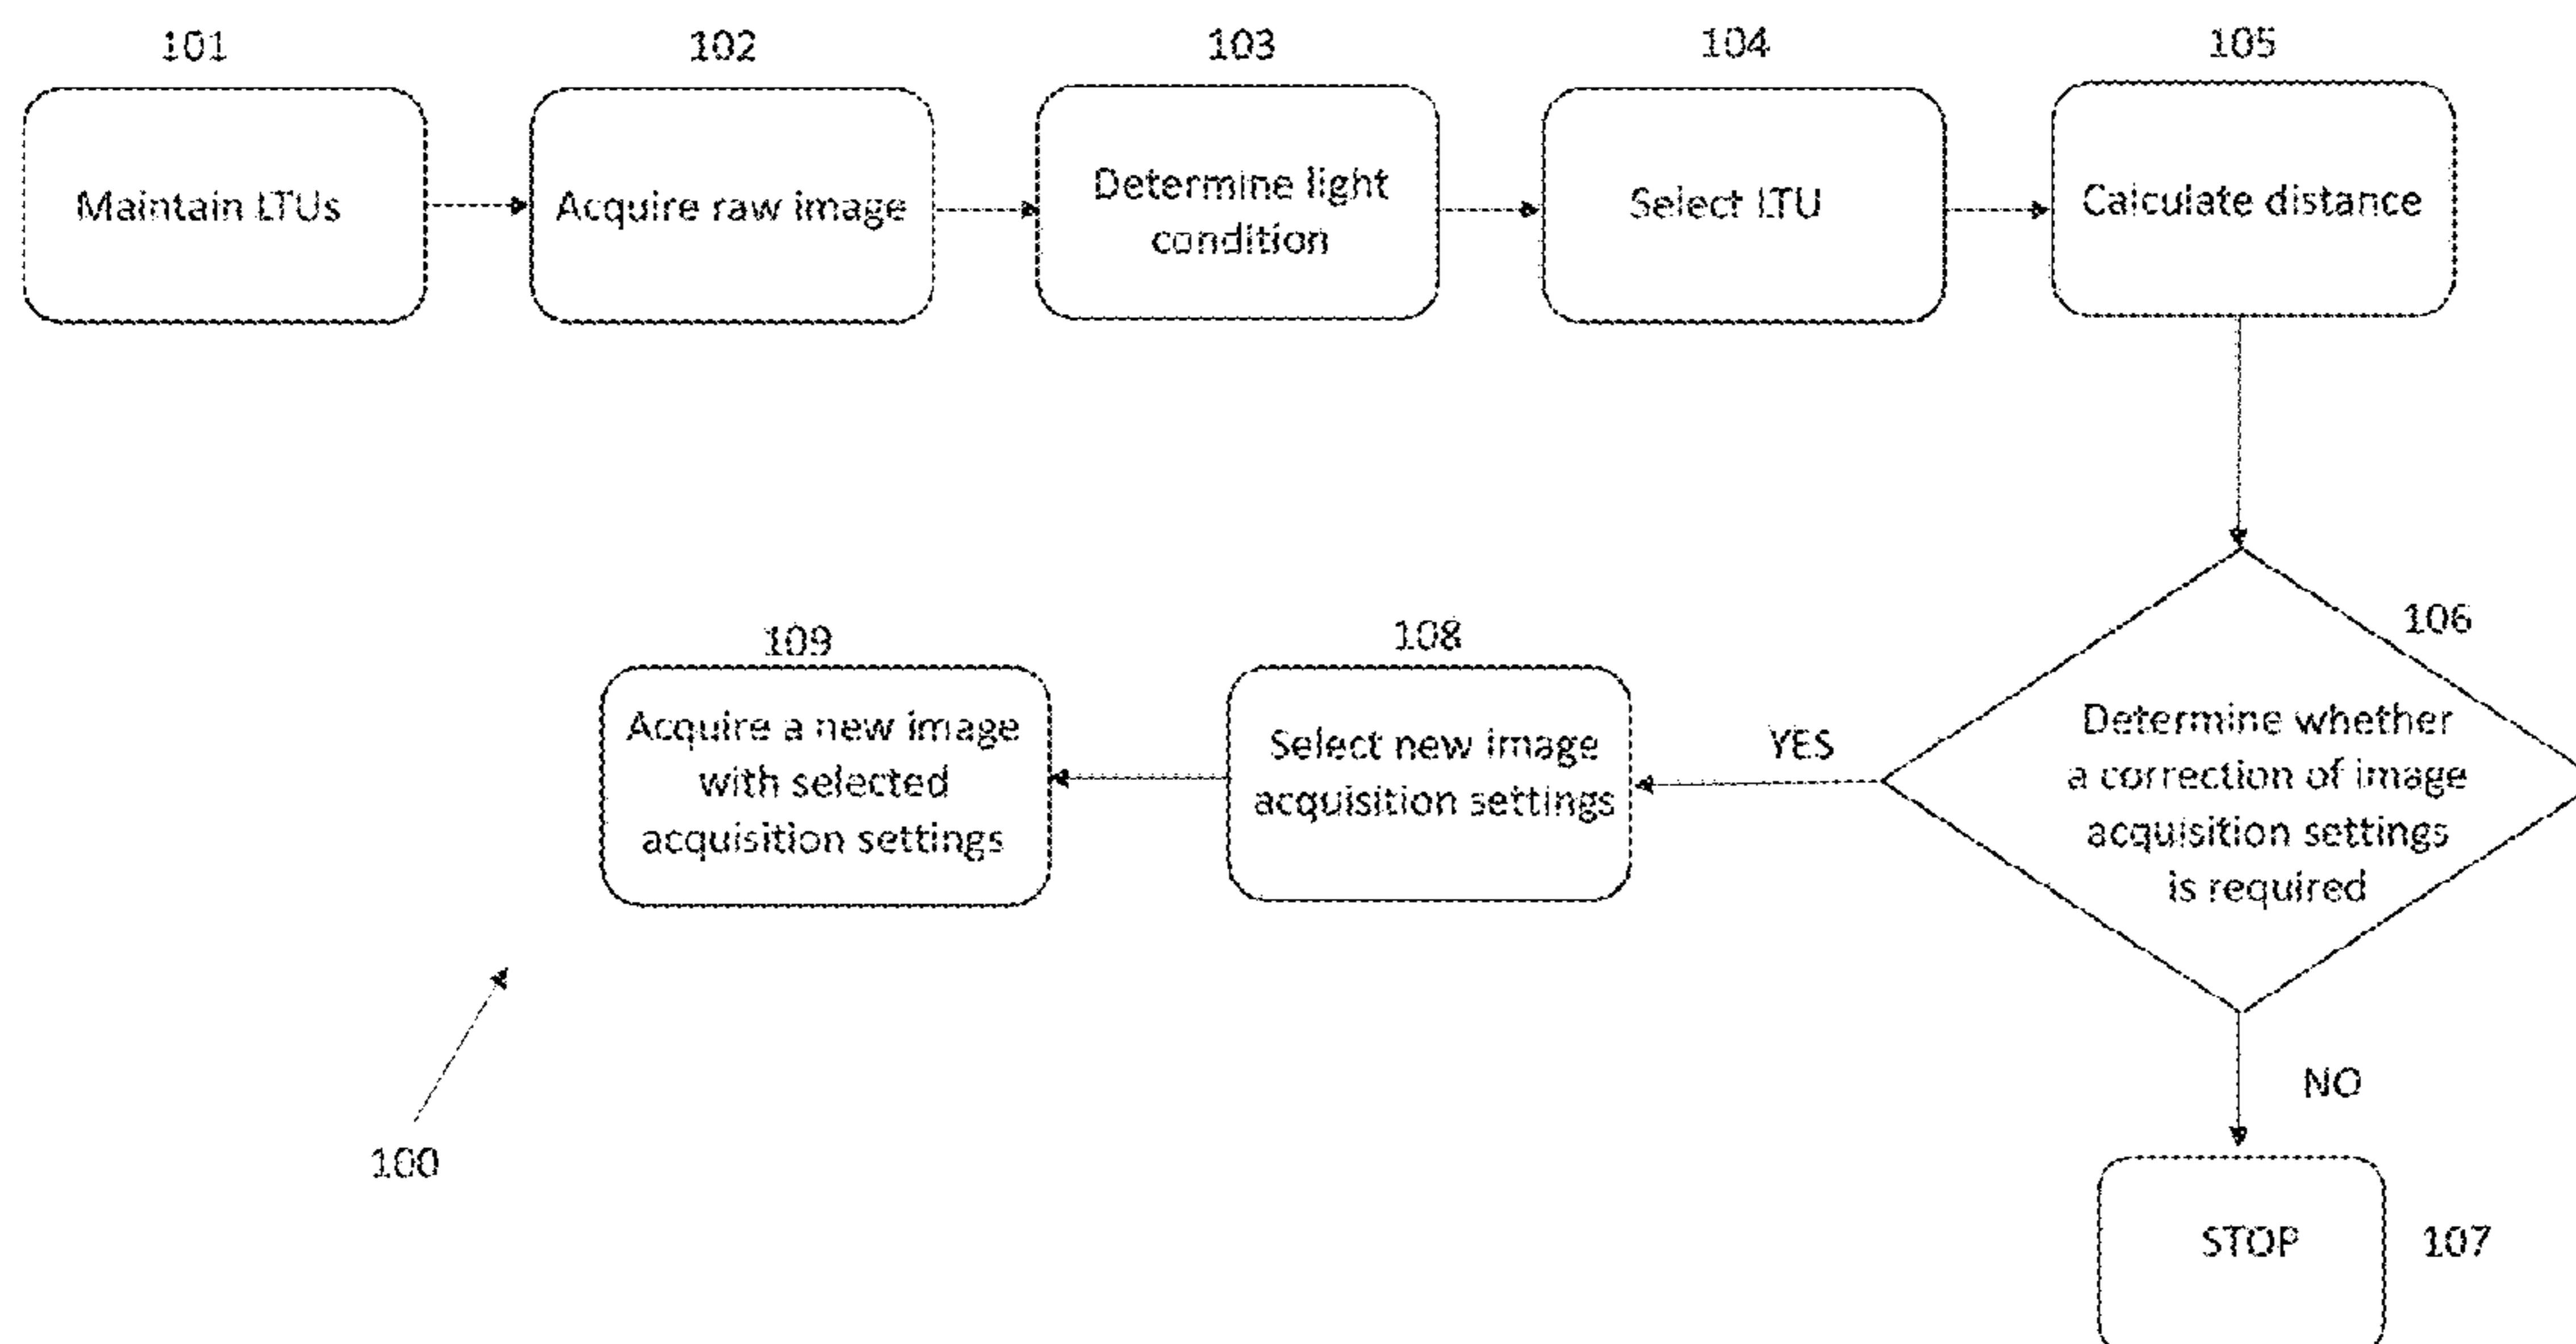 101
102
103
104
105
Maintain LTUs
Acquire raw image
Determine light
condition
Select LTU
Calculate distance
106
Determine whether
a correction of image
acquisition settings
is required
YES
108
Select new image
acquisition settings
109
Acquire a new image
with selected
acquisition settings
NO
STOP
107
100